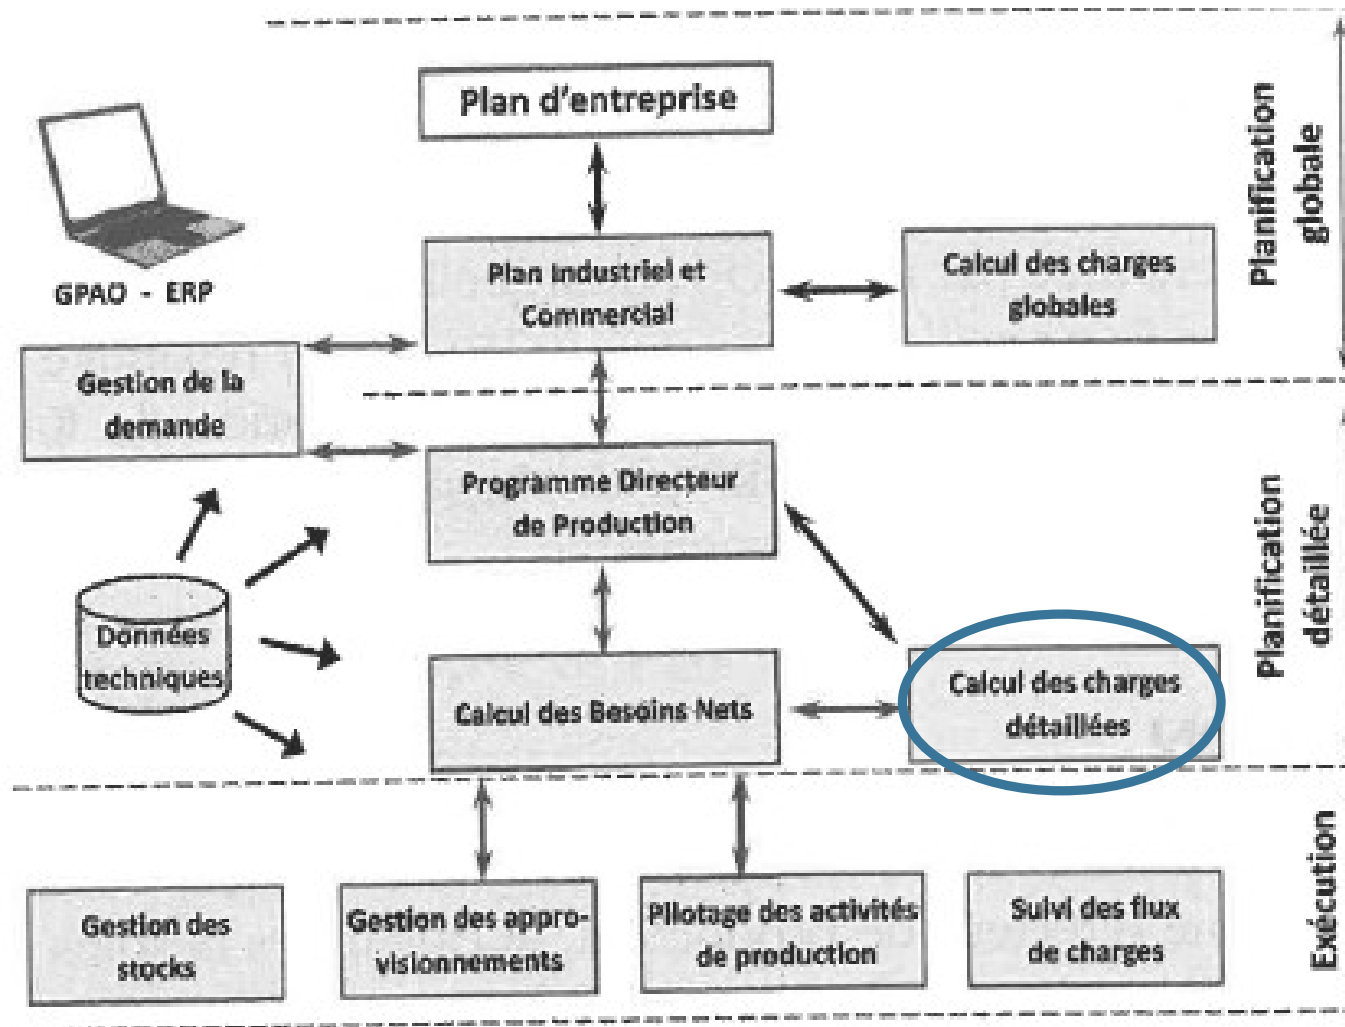 Plan d'entreprise
Planification
globale
GPAO - ERP
Plan Industriel et
Commercial
Calcul des charges
globales
Gestion de la
demande
Programme Directeur
de Production
Planification
détaillée
Données
techniques
Calcul des Besoins Nets
Calcul des charges
détaillées
Exécution
Gestion des
stocks
Gestion des appro-
visionnements
Pilotage des activités
de production
Suivi des flux
de charges